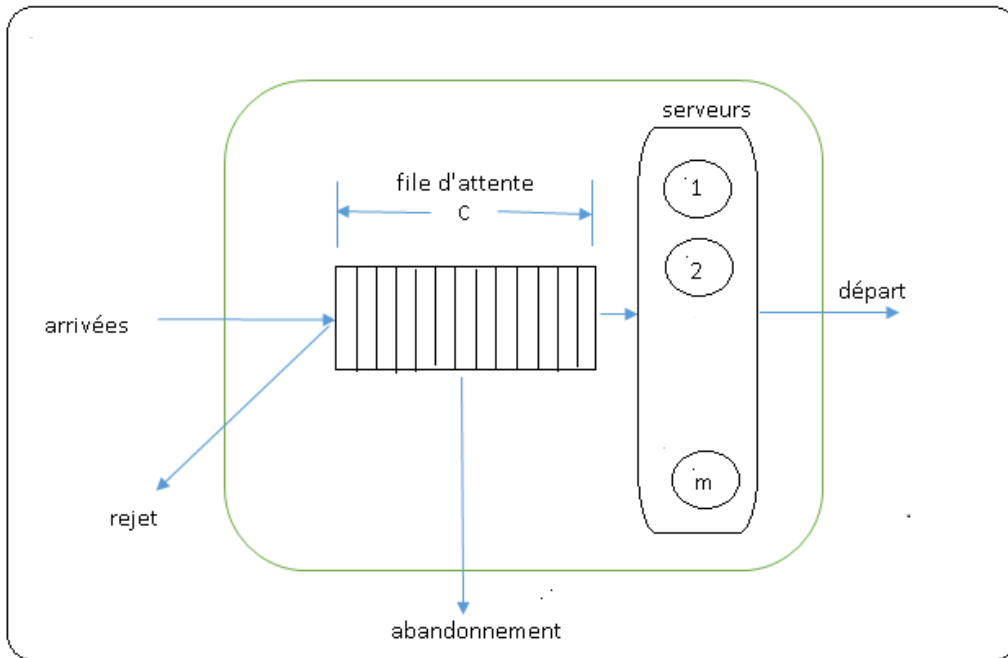 serveurs
file d'attente
C
1
2
départ
arrivées
m
rejet
abandonnement